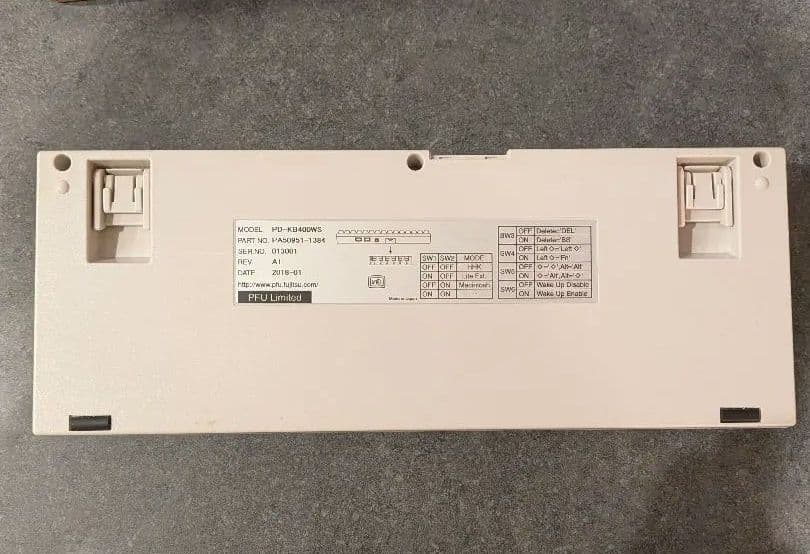 MODEL PD-KB400WS
PART NO. PA50951-1384
SER.NO. 013001
REV. A1
DATE 2018-01
http://www.pfu.fujitsu.com/
PFU Limited
SW1 SW2 MODE
OFF OFF HHK
ON OFF Lite Ext.
OFF ON Macintosh
ON ON -
Made in Japan
SW3 OFF Delete='DEL'
ON Delete='BS'
SW4 OFF Left ◇='Left ◇'
ON Left ◇='Fn'
SW5 OFF ◇='◇',Alt='Alt'
ON ◇='Alt',Alt='◇'
SW6 OFF Wake Up Disable
ON Wake Up Enable